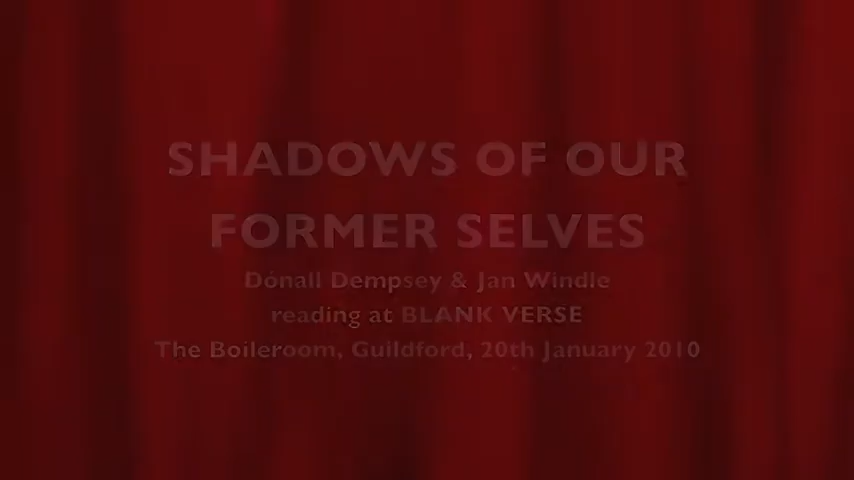 SHADOWS OF OUR
FORMER SELVES
Dónall Dempsey & Jan Windle
reading at BLANK VERSE
The Boileroom, Guildford, 20th January 2010